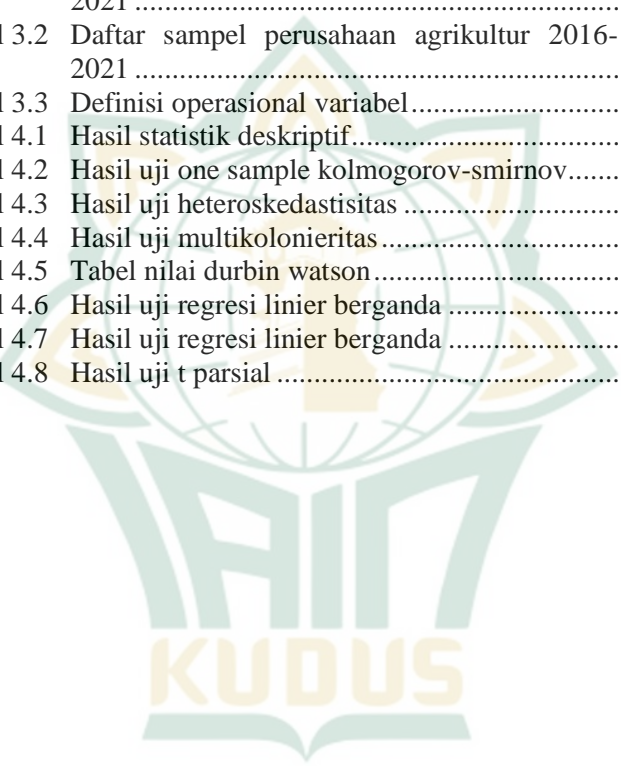 2021 ...............................................................
l 3.2 Daftar sampel perusahaan agrikultur 2016-
2021 ...............................................................
l 3.3 Definisi operasional variabel...........................
l 4.1 Hasil statistik deskriptif...................................
l 4.2 Hasil uji one sample kolmogorov-smirnov.......
l 4.3 Hasil uji heteroskedastisitas ............................
l 4.4 Hasil uji multikolonieritas...............................
l 4.5 Tabel nilai durbin watson................................
l 4.6 Hasil uji regresi linier berganda ......................
l 4.7 Hasil uji regresi linier berganda ......................
l 4.8 Hasil uji t parsial ............................................
IAIN
KUDUS